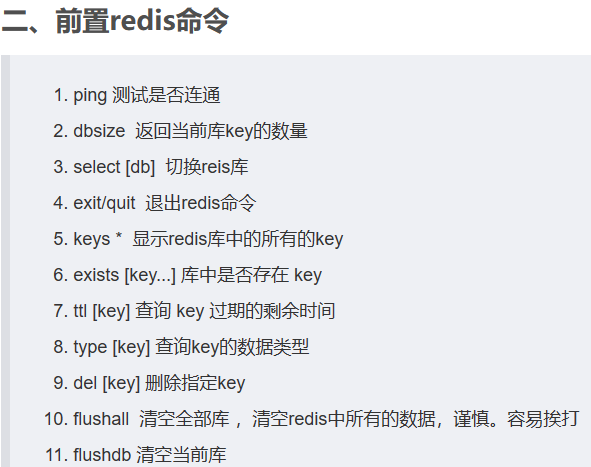 二、前置redis命令
1. ping 测试是否连通
2. dbsize 返回当前库key的数量
3. select [db] 切换reis库
4. exit/quit 退出redis命令
5. keys * 显示redis库中的所有的key
6. exists [key...] 库中是否存在 key
7. ttl [key] 查询 key 过期的剩余时间
8. type [key] 查询key的数据类型
9. del [key] 删除指定key
10. flushall 清空全部库 ，清空redis中所有的数据，谨慎。容易挨打
11. flushdb 清空当前库